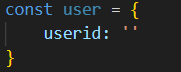 const user = {
    userid: ''
}